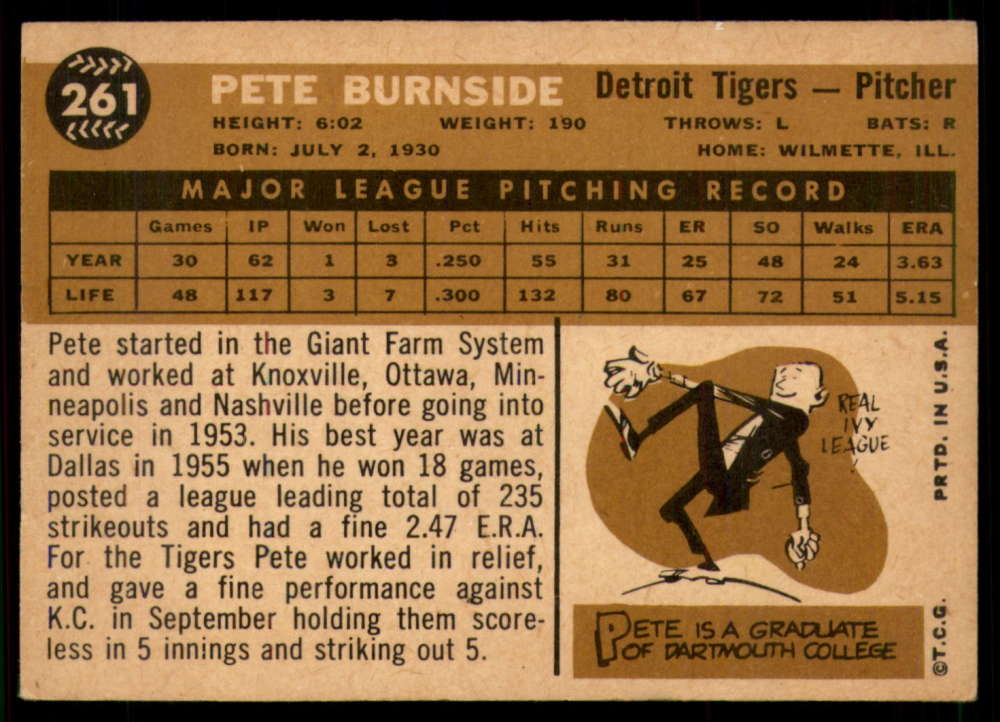 261
PETE BURNSIDE Detroit Tigers — Pitcher
HEIGHT: 6:02 WEIGHT: 190 THROWS: L BATS: R
BORN: JULY 2, 1930 HOME: WILMETTE, ILL.
MAJOR LEAGUE PITCHING RECORD
Games IP Won Lost Pct Hits Runs ER SO Walks ERA
YEAR 30 62 1 3 .250 55 31 25 48 24 3.63
LIFE 48 117 3 7 .300 132 80 67 72 51 5.15
Pete started in the Giant Farm System
and worked at Knoxville, Ottawa, Min-
neapolis and Nashville before going into
service in 1953. His best year was at
Dallas in 1955 when he won 18 games,
posted a league leading total of 235
strikeouts and had a fine 2.47 E.R.A.
For the Tigers Pete worked in relief,
and gave a fine performance against
K.C. in September holding them score-
less in 5 innings and striking out 5.
REAL
IVY
LEAGUE
!
PETE IS A GRADUATE
OF DARTMOUTH COLLEGE
©T.C.G. PRTD. IN U.S.A.